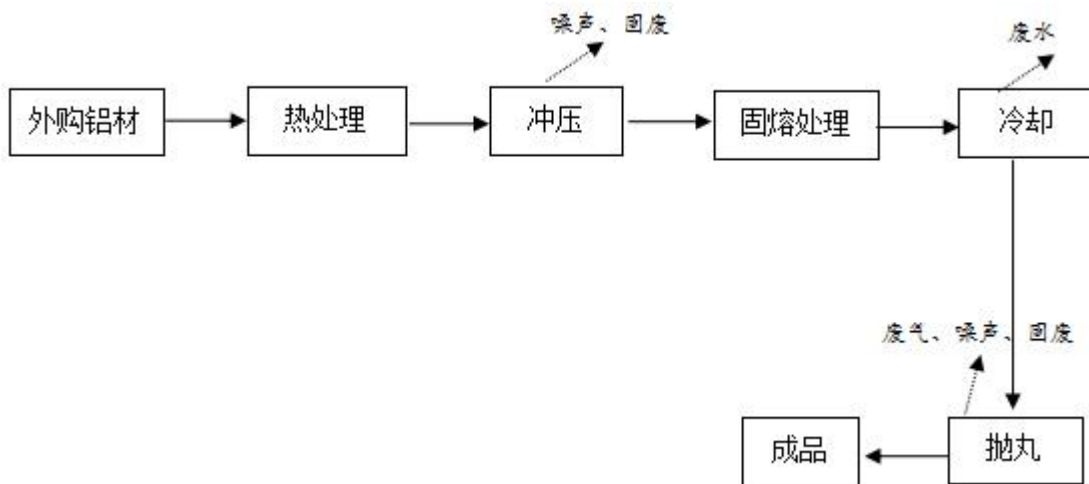 噪声、固废
废水
外购铝材
热处理
冲压
固熔处理
冷却
废气、噪声、固废
成品
抛丸